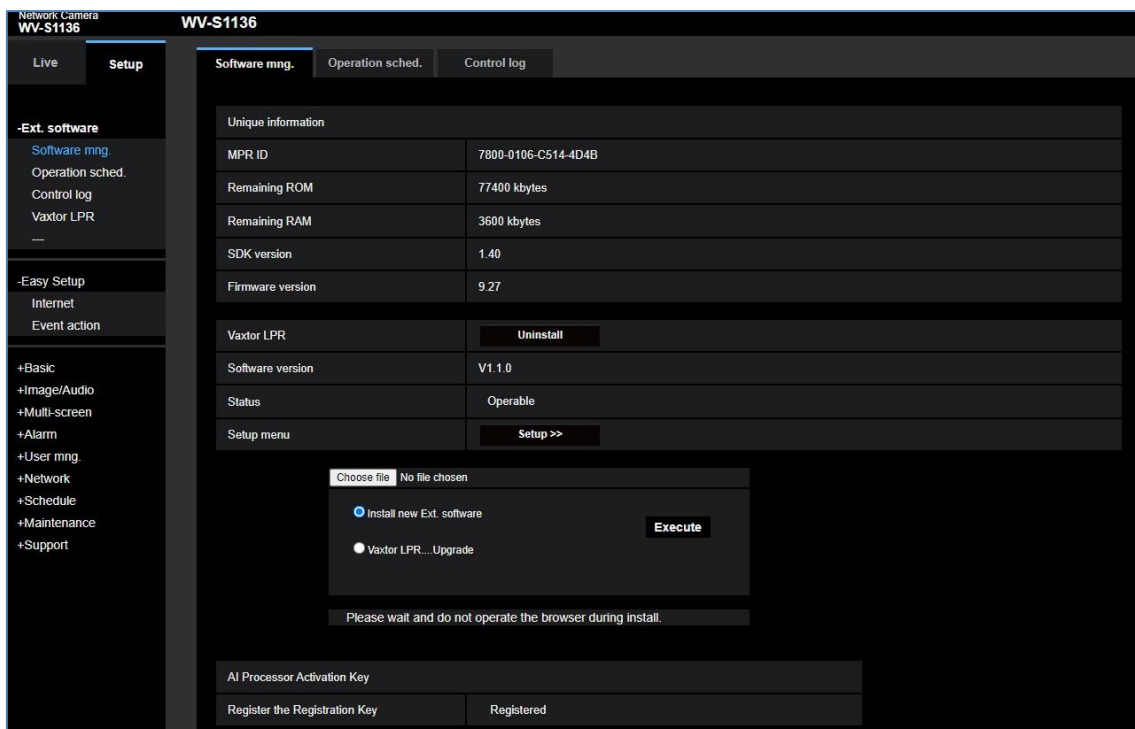 Network Camera
WV-S1136
WV-S1136
Live
Setup
Software mng.
Operation sched.
Control log
-Ext. software
Software mng.
Operation sched.
Control log
Vaxtor LPR
---
-Easy Setup
Internet
Event action
+Basic
+Image/Audio
+Multi-screen
+Alarm
+User mng.
+Network
+Schedule
+Maintenance
+Support
Unique information
MPR ID 7800-0106-C514-4D4B
Remaining ROM 77400 kbytes
Remaining RAM 3600 kbytes
SDK version 1.40
Firmware version 9.27
Vaxtor LPR Uninstall
Software version V1.1.0
Status Operable
Setup menu Setup >>
Choose file No file chosen
Install new Ext. software
Execute
Vaxtor LPR....Upgrade
Please wait and do not operate the browser during install.
AI Processor Activation Key
Register the Registration Key Registered